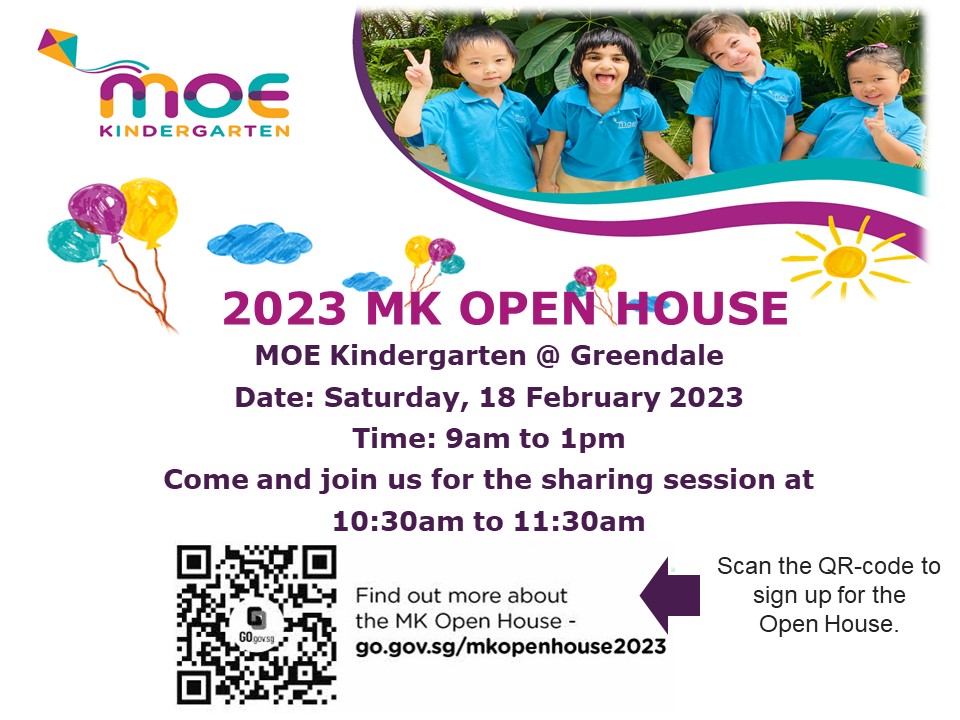 MOE
KINDERGARTEN
moe
2023 MK OPEN HOUSE
MOE Kindergarten @ Greendale
Date: Saturday, 18 February 2023
Time: 9am to 1pm
Come and join us for the sharing session at
10:30am to 11:30am
GO.gov.sg
Find out more about
the MK Open House -
go.gov.sg/mkopenhouse2023
Scan the QR-code to
sign up for the
Open House.